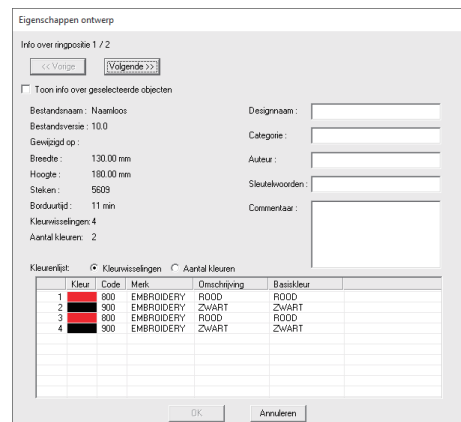 Eigenschappen ontwerp
Info over ringpositie 1 / 2
<< Vorige Volgende >>
Toon info over geselecteerde objecten
Bestandsnaam : Naamloos
Bestandsversie : 10.0
Gewijzigd op :
Breedte : 130.00 mm
Hoogte : 180.00 mm
Steken : 5609
Borduurtijd : 11 min
Kleurwisselingen: 4
Aantal kleuren: 2
Designnaam :
Categorie :
Auteur :
Sleutelwoorden :
Commentaar :
Kleurenlijst: Kleurwisselingen Aantal kleuren
Kleur Code Merk Omschrijving Basiskleur
1 800 EMBROIDERY ROOD ROOD
2 900 EMBROIDERY ZWART ZWART
3 800 EMBROIDERY ROOD ROOD
4 900 EMBROIDERY ZWART ZWART
OK Annuleren